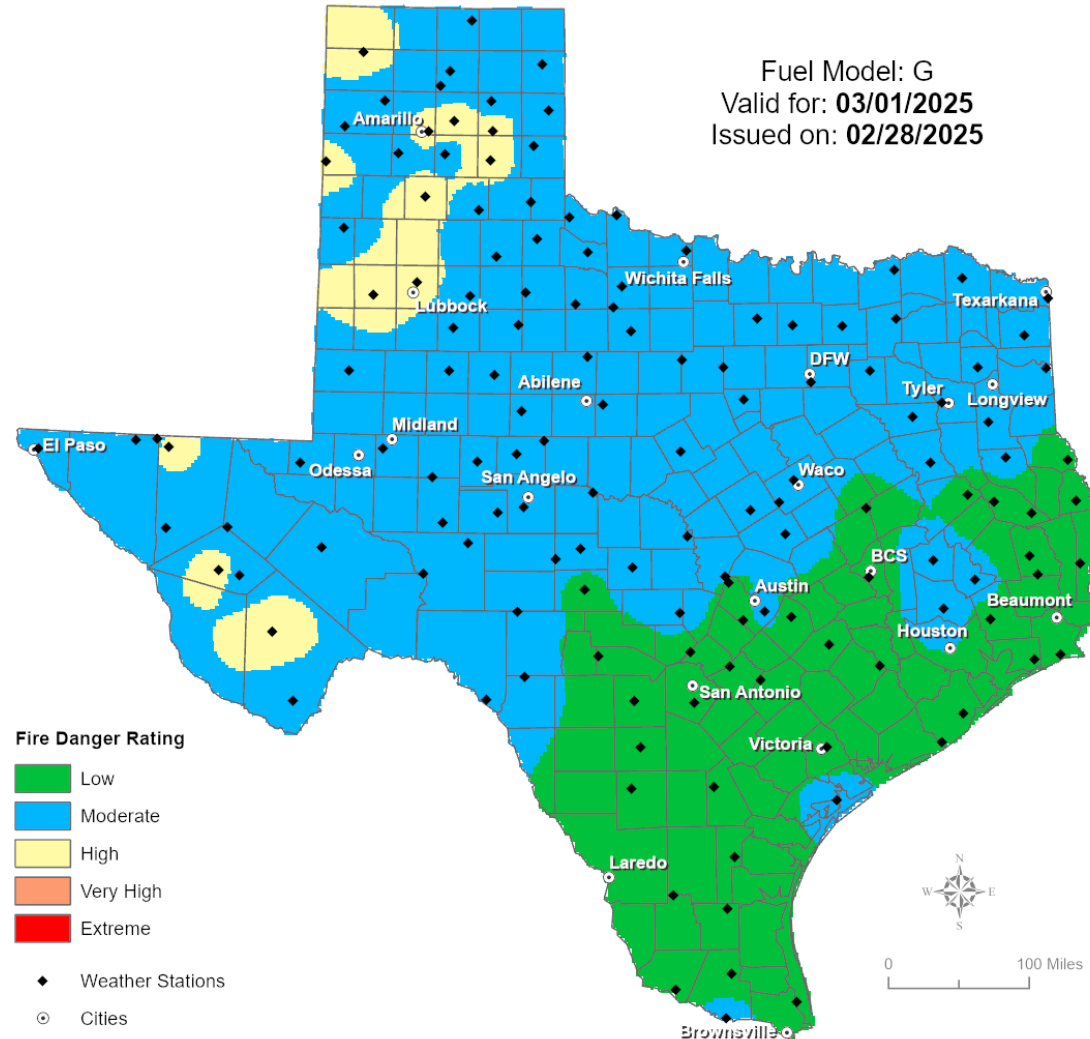 Fuel Model: G
Valid for: 03/01/2025
Issued on: 02/28/2025
Amarillo
Wichita Falls
Lubbock
Texarkana
DFW
Abilene
Tyler
Longview
Midland
El Paso
Odessa
San Angelo
Waco
BCS
Austin
Beaumont
Houston
San Antonio
Victoria
Laredo
Brownsville
Fire Danger Rating
Low
Moderate
High
Very High
Extreme
Weather Stations
Cities
N
W E
S
0 100 Miles